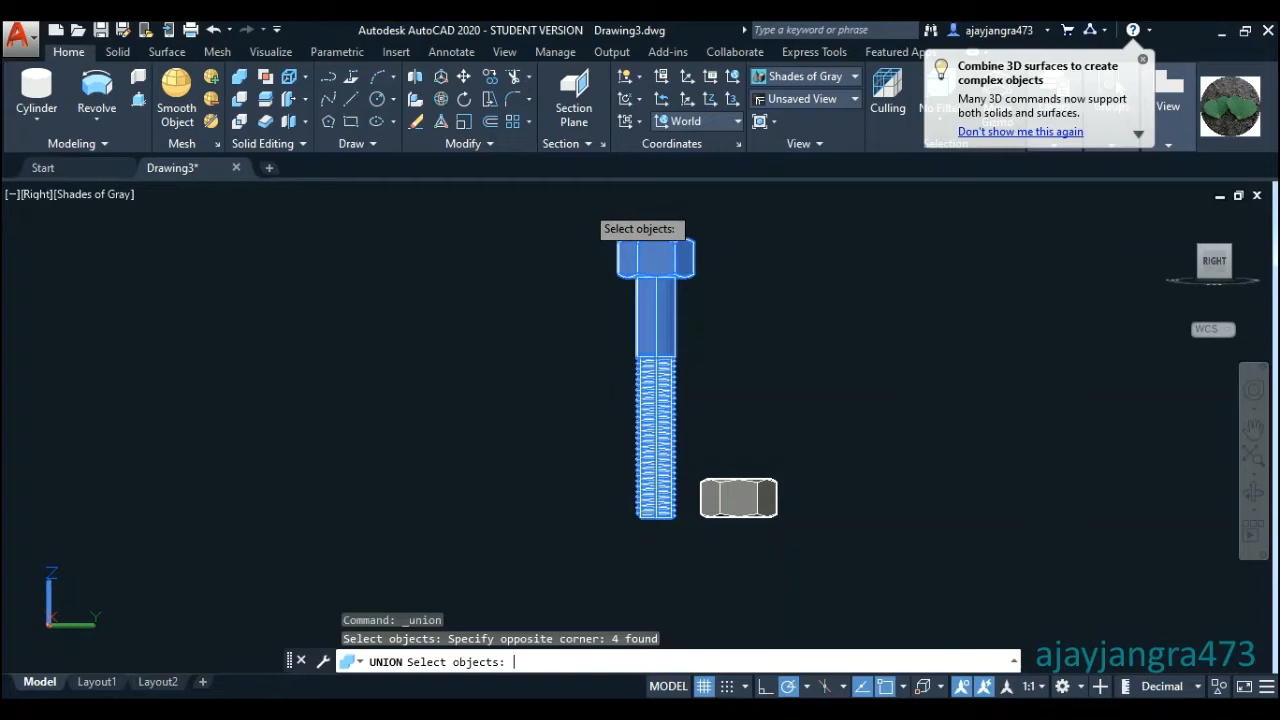 Autodesk AutoCAD 2020 - STUDENT VERSION Drawing3.dwg
Type a keyword or phrase
ajayjangra473
Home Solid Surface Mesh Visualize Parametric Insert Annotate View Manage Output Add-ins Collaborate Express Tools Featured App
Combine 3D surfaces to create
complex objects
Many 3D commands now support
both solids and surfaces.
Don't show me this again
Cylinder
Revolve
Smooth
Object
Section
Plane
Shades of Gray
Unsaved View
World
Culling
View
Modeling
Mesh
Solid Editing
Draw
Modify
Section
Coordinates
View
Selection
Start
Drawing3*
[−][Right][Shades of Gray]
Select objects:
RIGHT
WCS
Z
X
Y
Command: _union
Select objects: Specify opposite corner: 4 found
UNION Select objects:
ajayjangra473
Model Layout1 Layout2
MODEL
1:1
Decimal